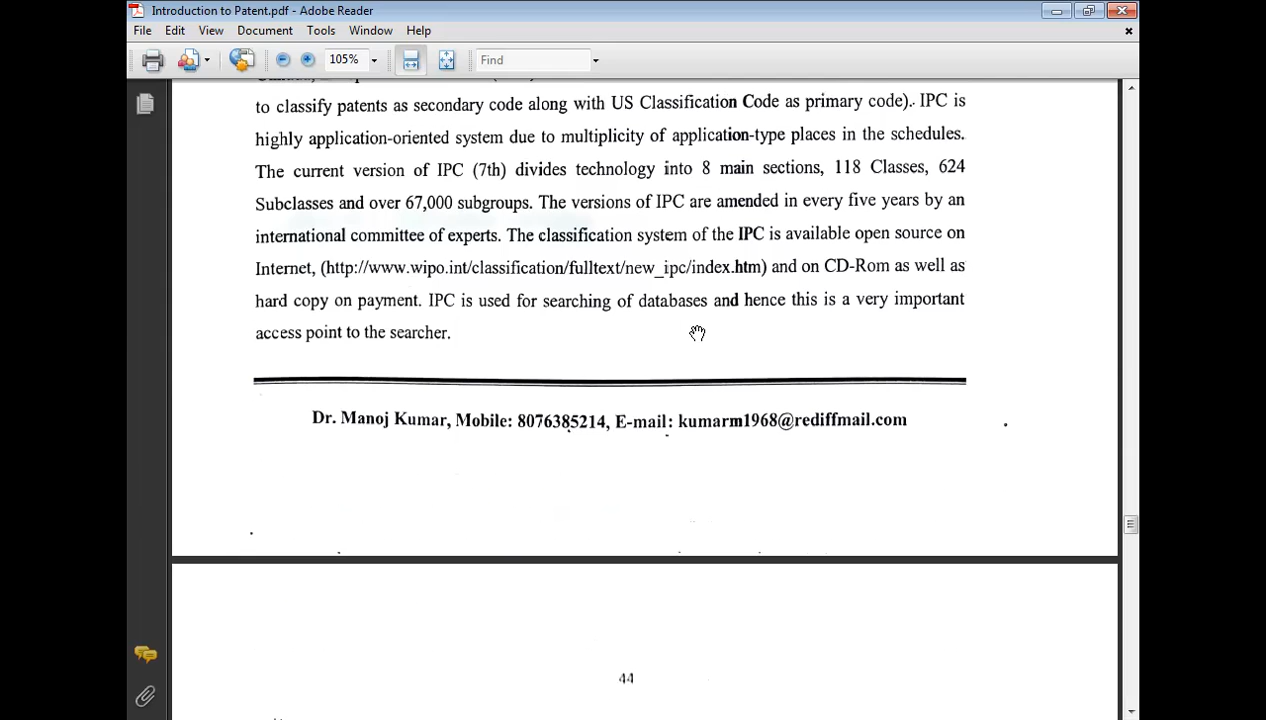 Introduction to Patent.pdf - Adobe Reader
File Edit View Document Tools Window Help
105% Find
to classify patents as secondary code along with US Classification Code as primary code). IPC is
highly application-oriented system due to multiplicity of application-type places in the schedules.
The current version of IPC (7th) divides technology into 8 main sections, 118 Classes, 624
Subclasses and over 67,000 subgroups. The versions of IPC are amended in every five years by an
international committee of experts. The classification system of the IPC is available open source on
Internet, (http://www.wipo.int/classification/fulltext/new_ipc/index.htm) and on CD-Rom as well as
hard copy on payment. IPC is used for searching of databases and hence this is a very important
access point to the searcher.
Dr. Manoj Kumar, Mobile: 8076385214, E-mail: kumarm1968@rediffmail.com
44